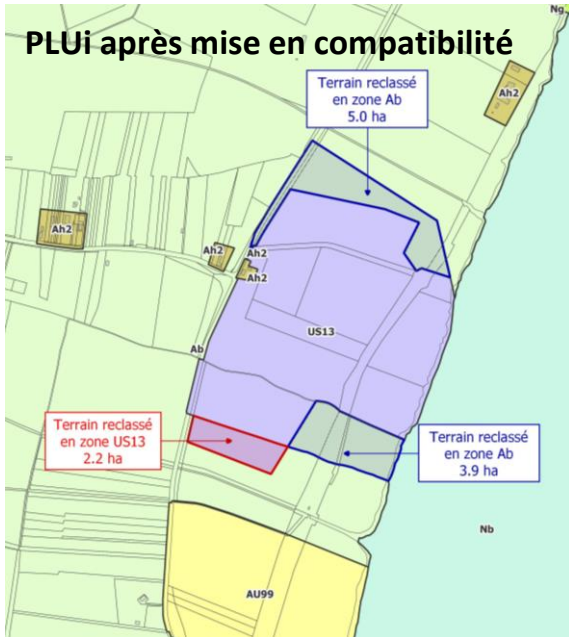 PLUi après mise en compatibilité
Ng
Terrain reclassé
en zone Ab
5.0 ha
Ah2
Ah2
Ah2
Ah2
Ah2
US13
Ab
Terrain reclassé
en zone US13
2.2 ha
Terrain reclassé
en zone Ab
3.9 ha
Nb
AU99